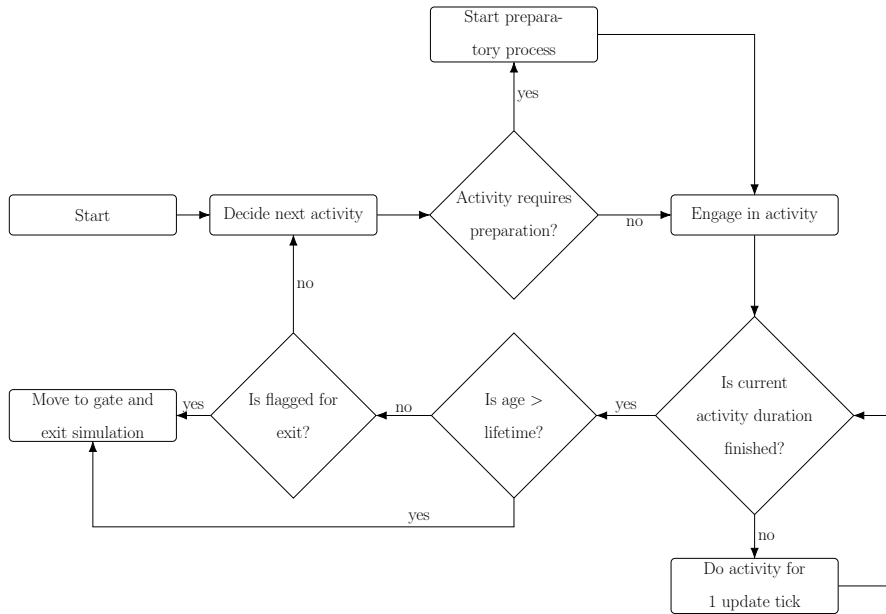 Start prepara-
tory process
yes
Start
Decide next activity
Activity requires
preparation?
no
Engage in activity
no
Move to gate and
exit simulation
yes
Is flagged for
exit?
no
Is age >
lifetime?
yes
Is current
activity duration
finished?
yes
no
Do activity for
1 update tick